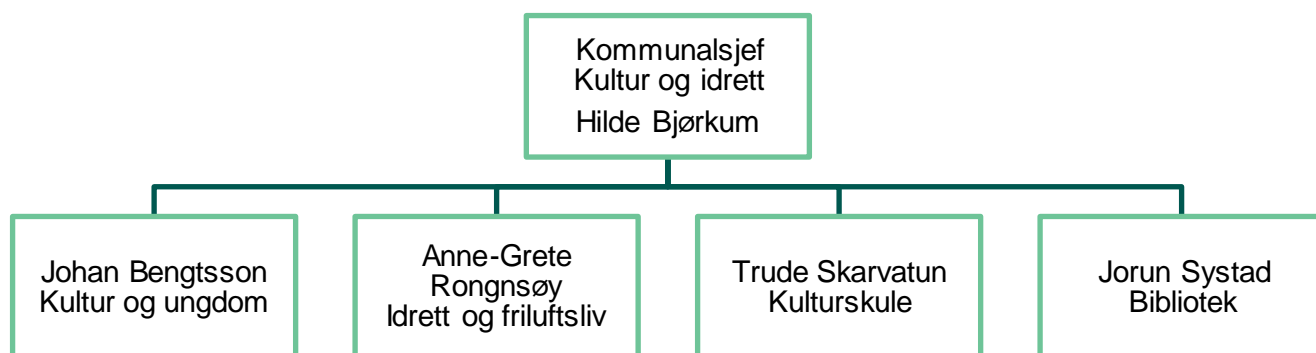 Kommunalsjef
Kultur og idrett
Hilde Bjørkum
Johan Bengtsson
Kultur og ungdom
Anne-Grete
Rongnsøy
Idrett og friluftsliv
Trude Skarvatun
Kulturskule
Jorun Systad
Bibliotek